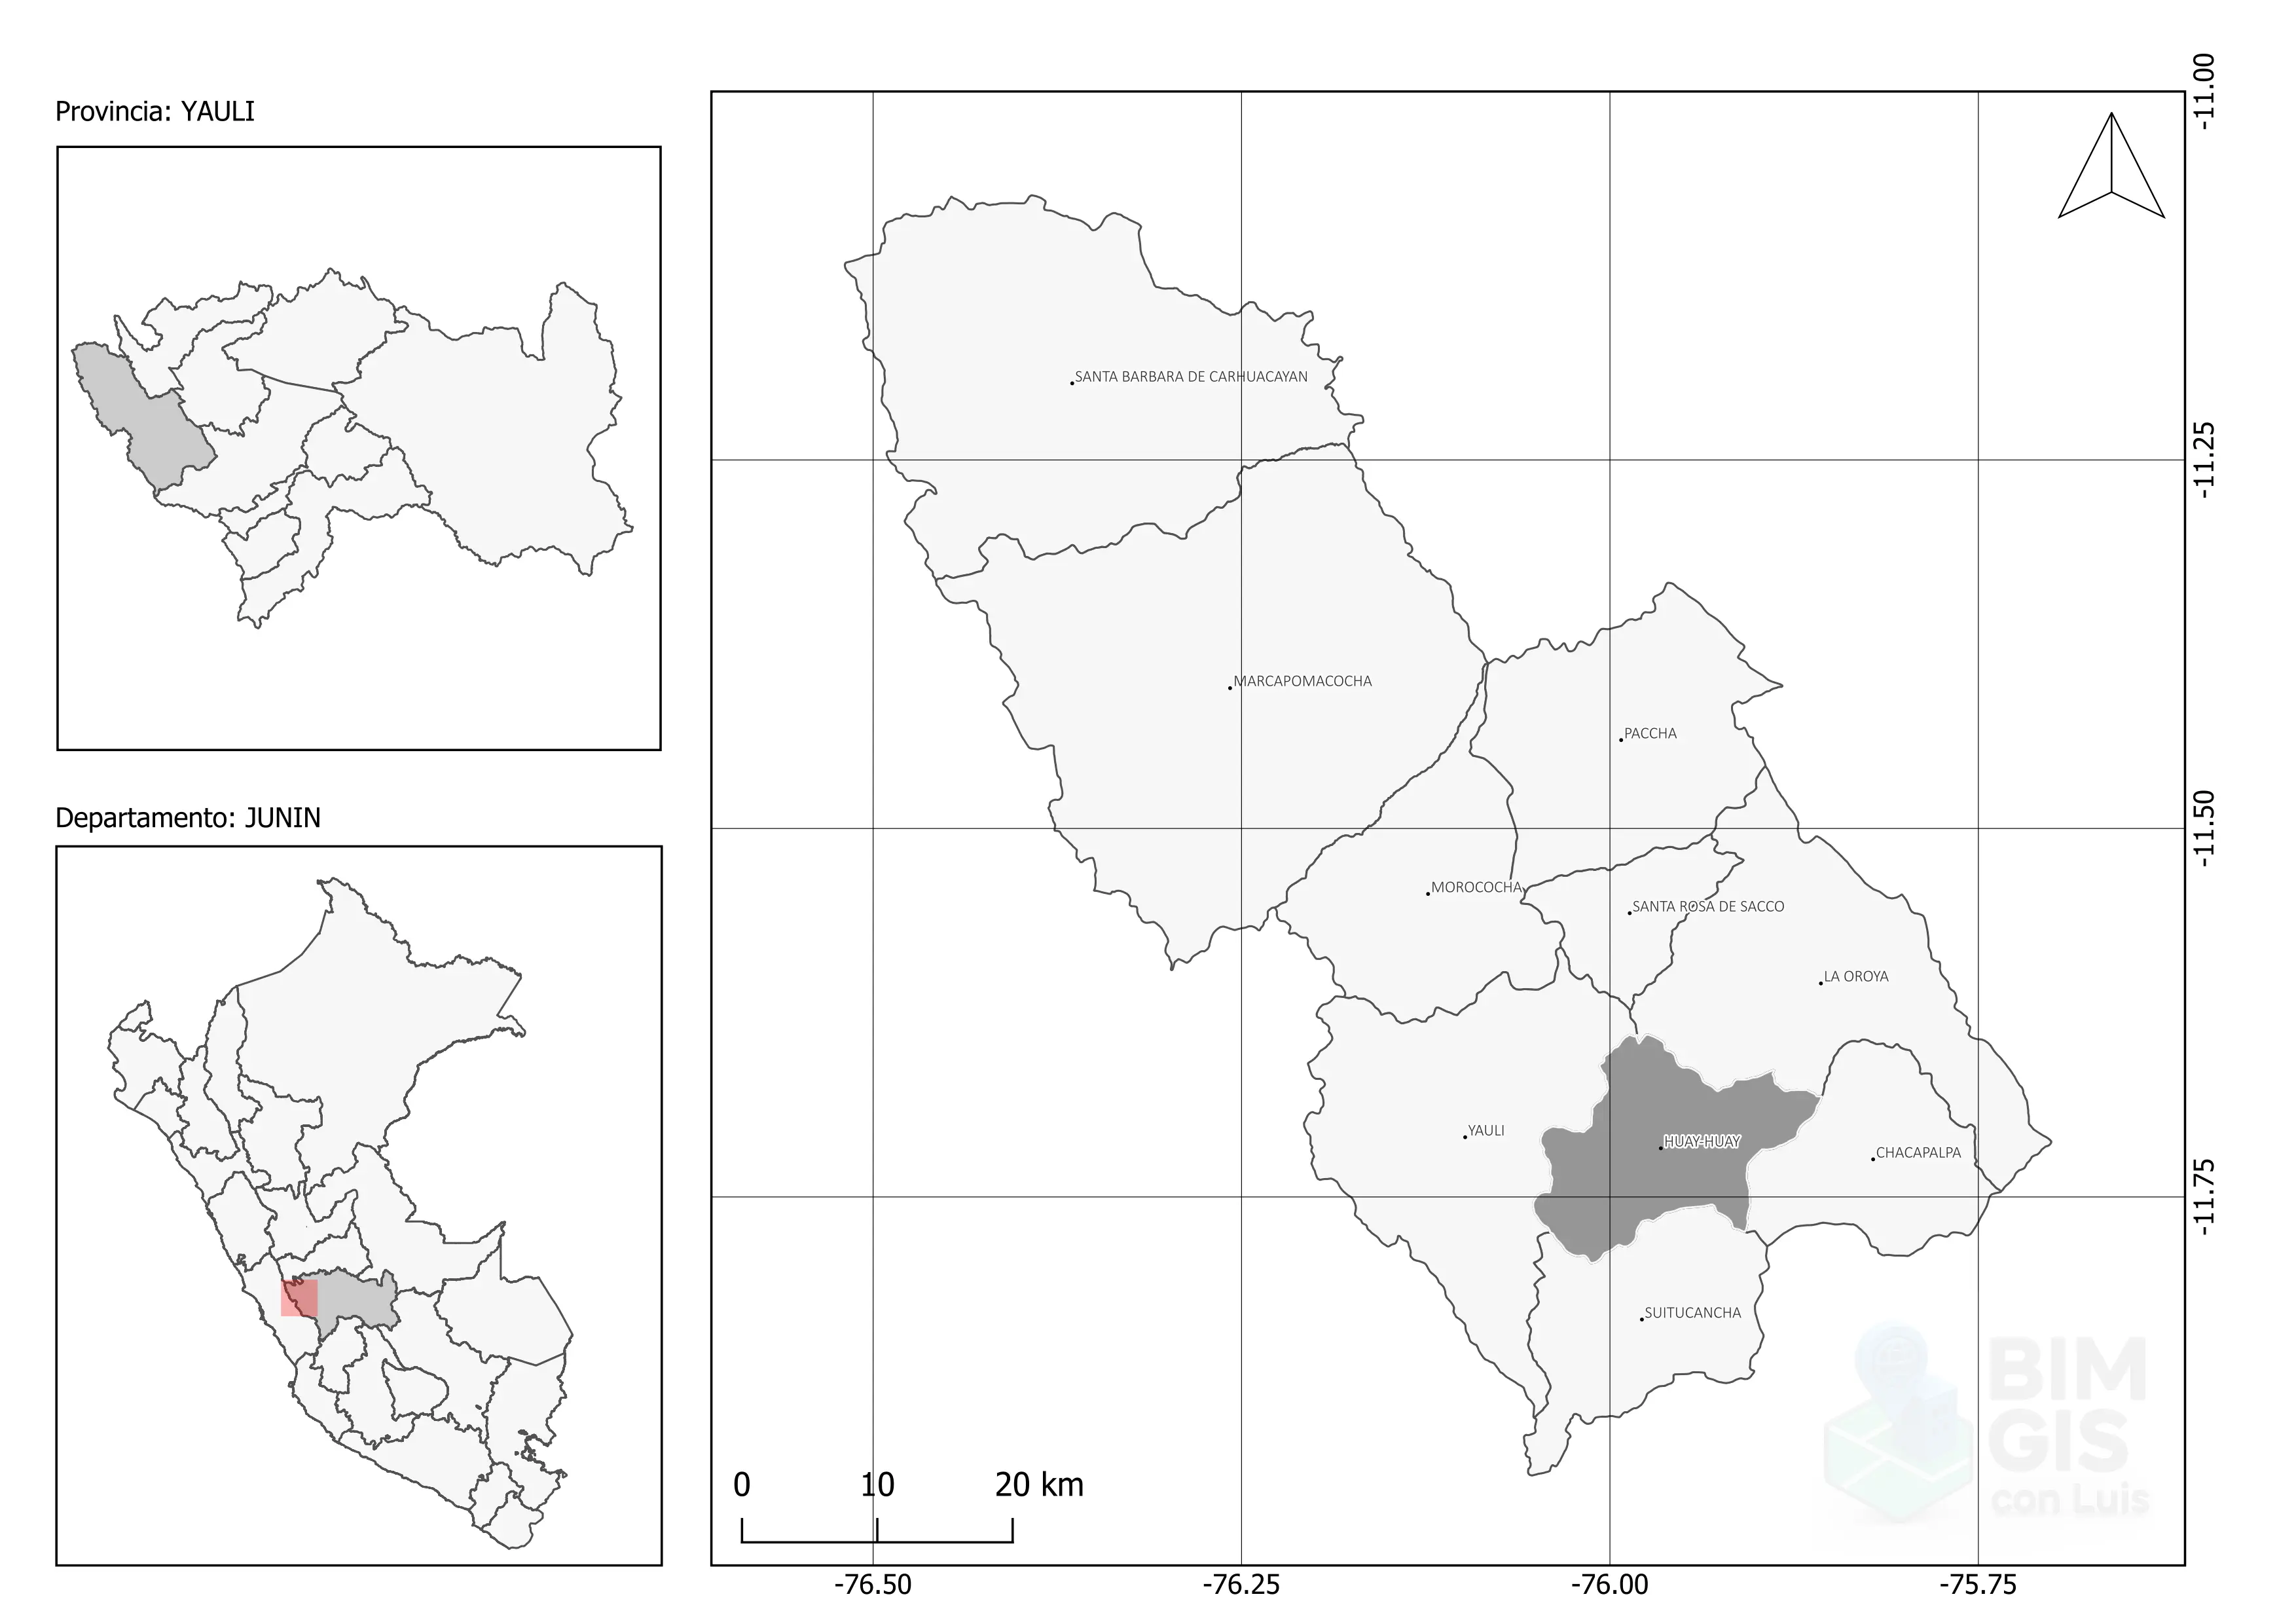 Provincia: YAULI
Departamento: JUNIN
SANTA BARBARA DE CARHUACAYAN
MARCAPOMACOCHA
PACCHA
MOROCOCHA
SANTA ROSA DE SACCO
LA OROYA
YAULI
HUAY-HUAY
CHACAPALPA
SUITUCANCHA
0 10 20 km
BIM
GIS
con Luis
-76.50 -76.25 -76.00 -75.75
-11.00
-11.25
-11.50
-11.75